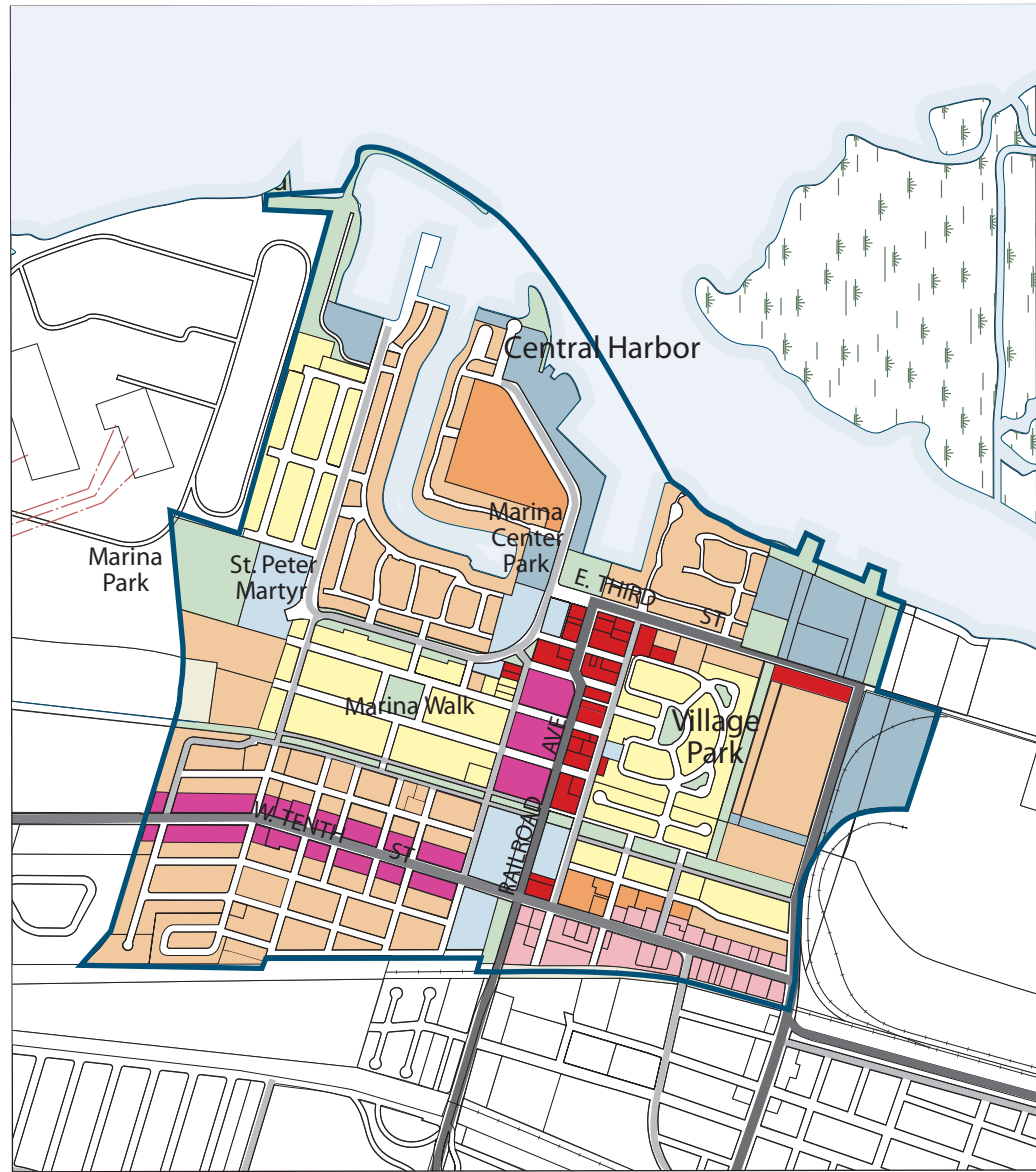 Central Harbor
Marina
Center
Park
Marina
Park
St. Peter
Martyr
E. THIRD ST
Marina Walk
Village
Park
RAILROAD AVE
W. TENTH ST